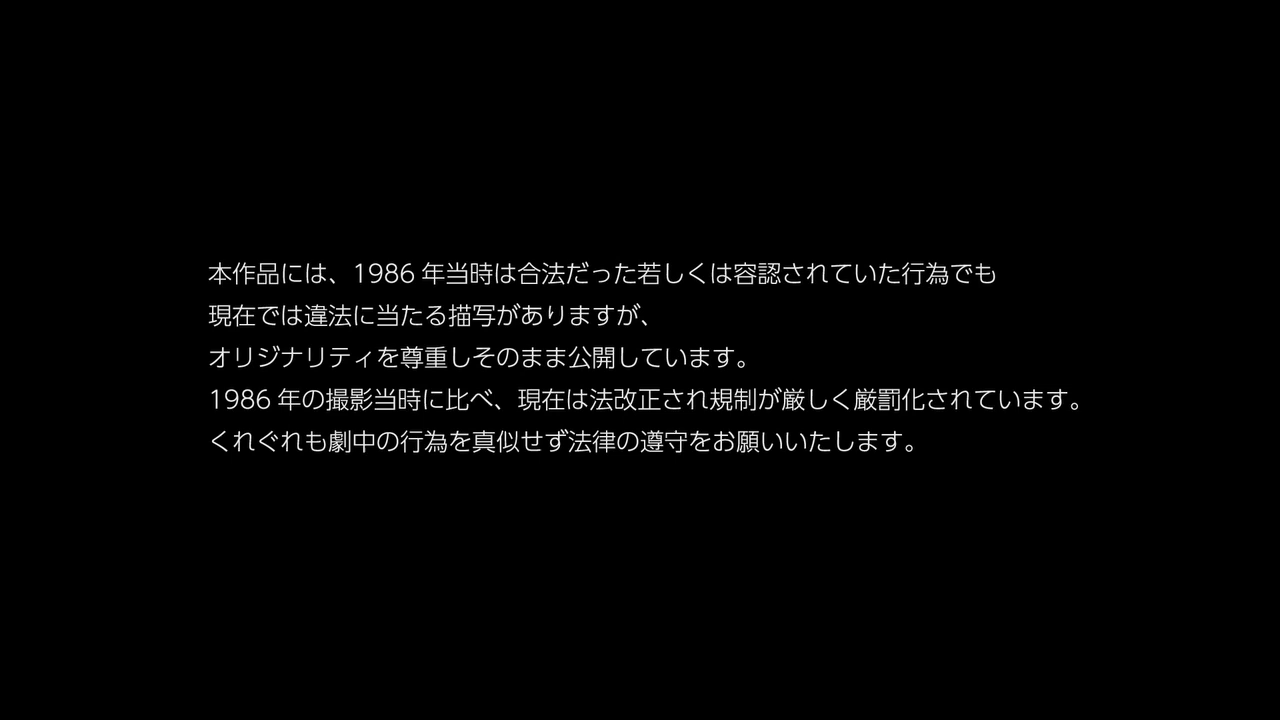 本作品には、1986 年当時は合法だった若しくは容認されていた行為でも
現在では違法に当たる描写がありますが、
オリジナリティを尊重しそのまま公開しています。
1986 年の撮影当時に比べ、現在は法改正され規制が厳しく厳罰化されています。
くれぐれも劇中の行為を真似せず法律の遵守をお願いいたします。